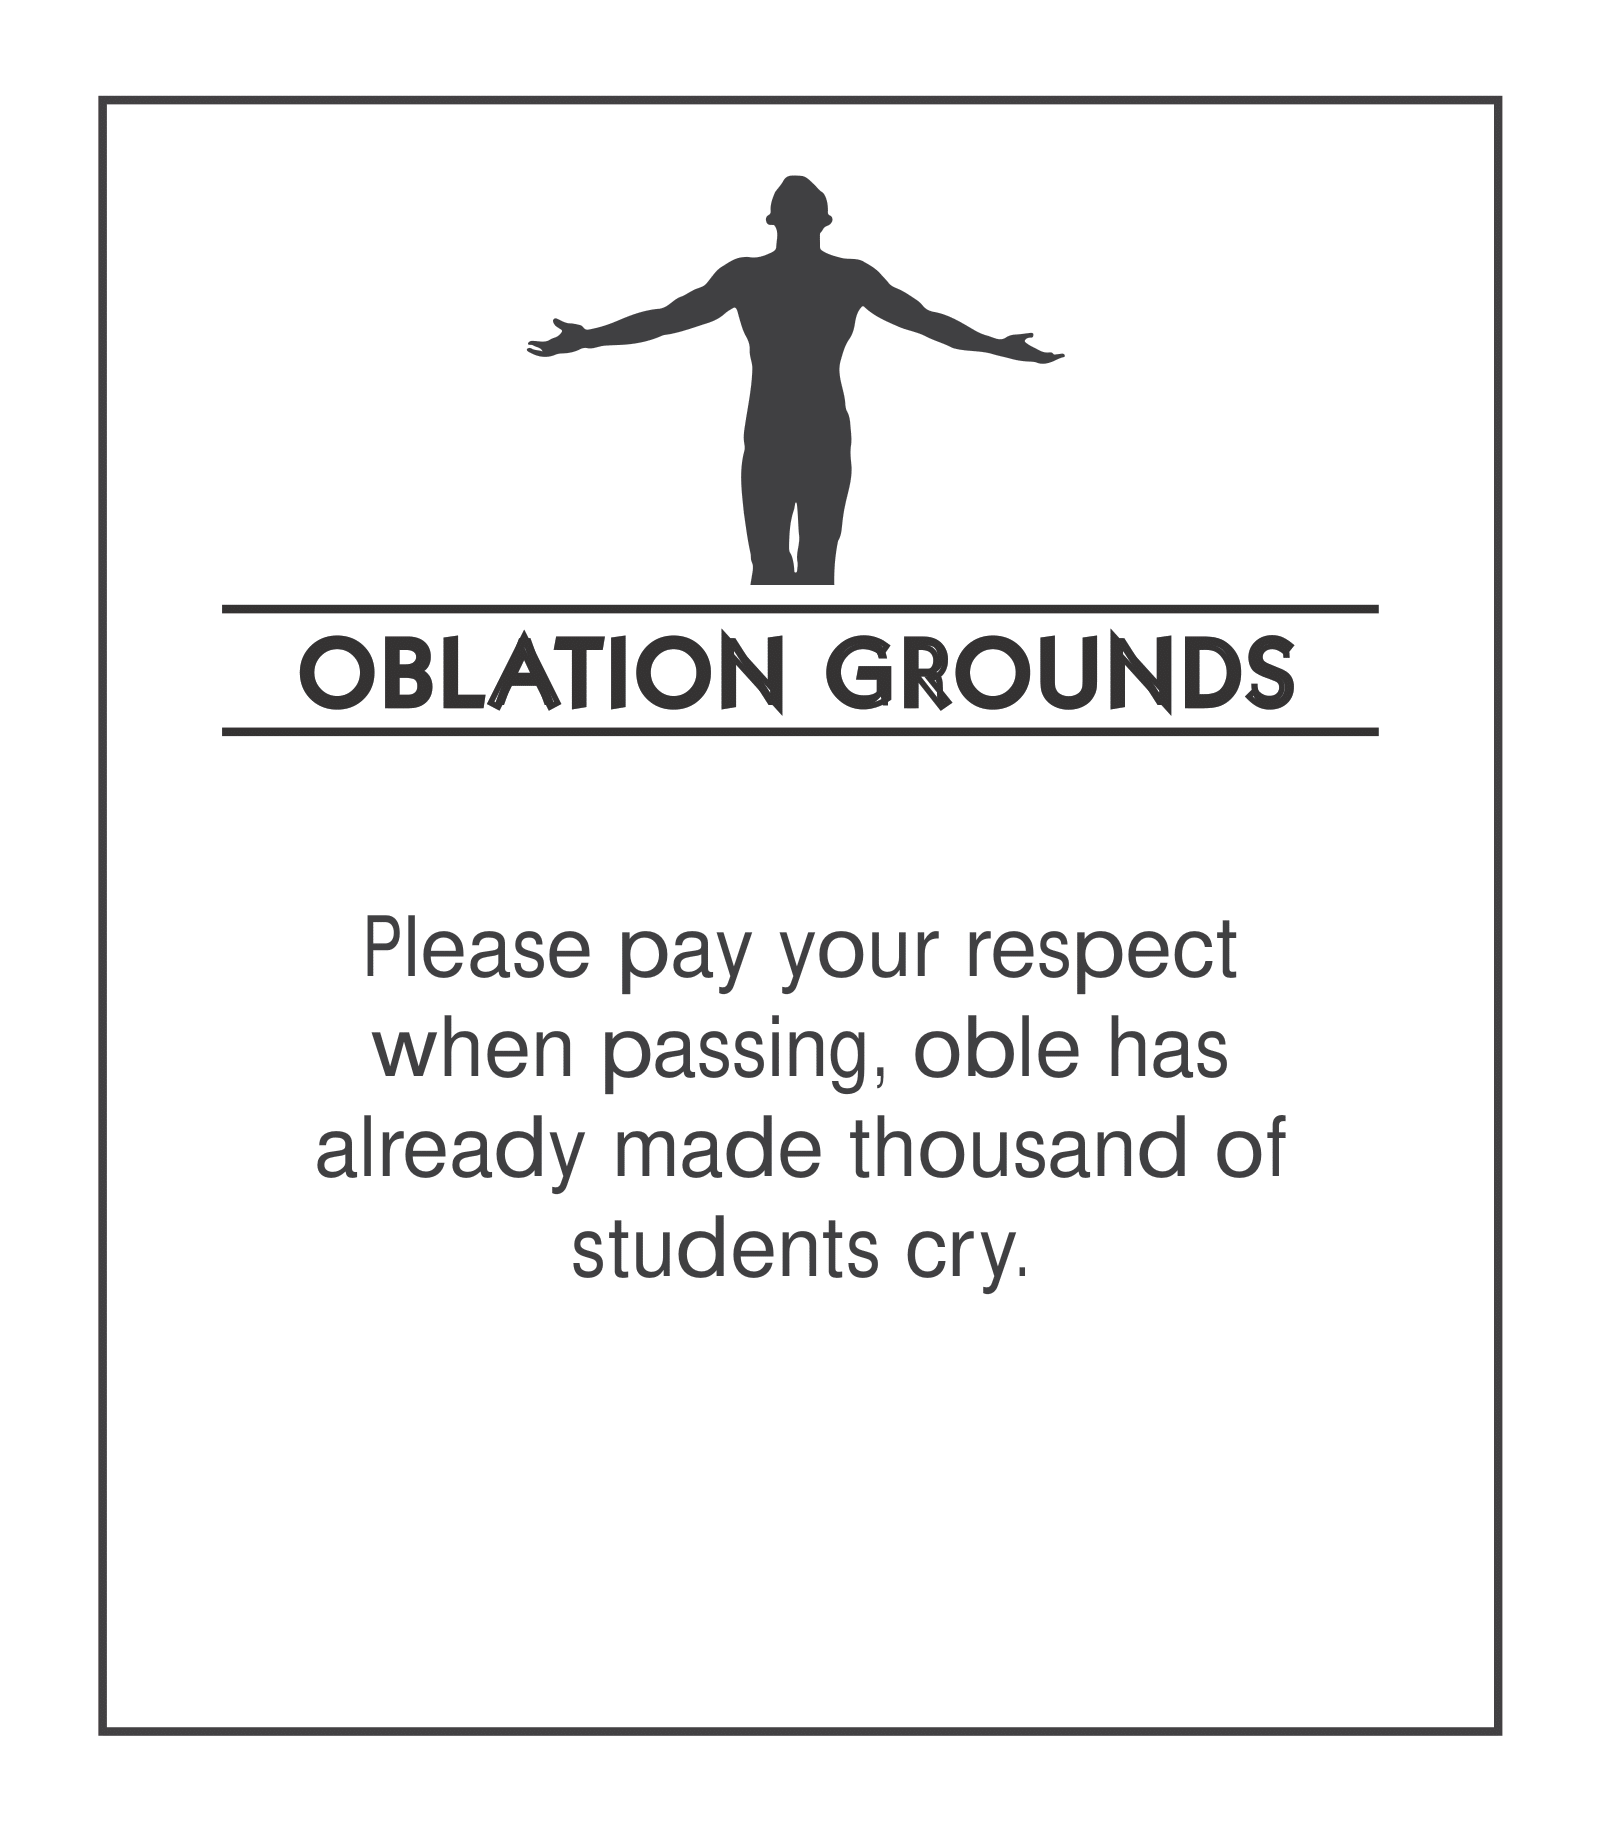 OBLATION GROUNDS
Please pay your respect
when passing, oble has
already made thousand of
students cry.